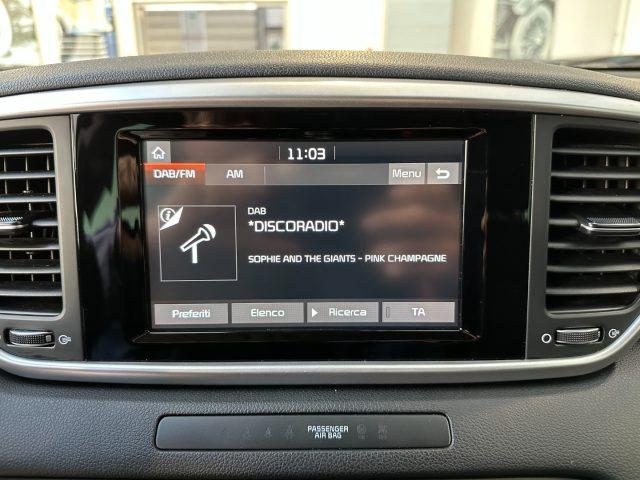 11:03
DAB/FM AM Menu
DAB
*DISCORADIO*
SOPHIE AND THE GIANTS - PINK CHAMPAGNE
Preferiti Elenco Ricerca TA
PASSENGER
AIR BAG